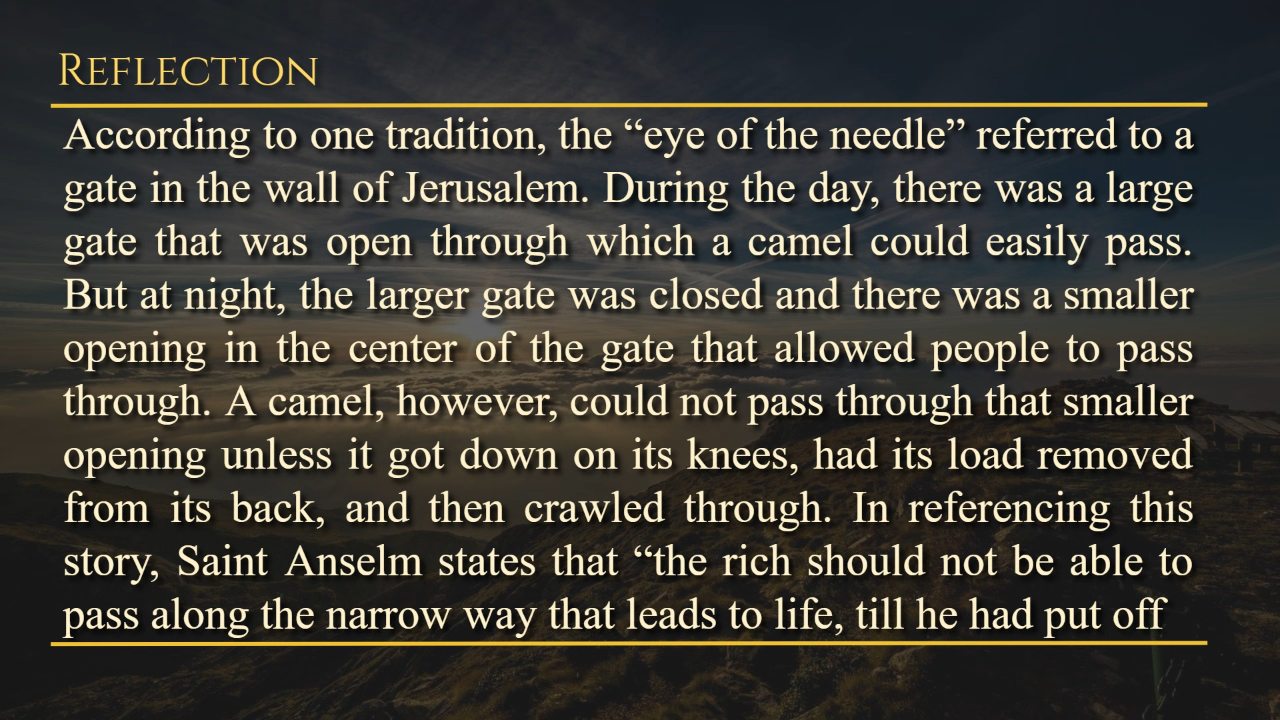 Reflection
According to one tradition, the “eye of the needle” referred to a
gate in the wall of Jerusalem. During the day, there was a large
gate that was open through which a camel could easily pass.
But at night, the larger gate was closed and there was a smaller
opening in the center of the gate that allowed people to pass
through. A camel, however, could not pass through that smaller
opening unless it got down on its knees, had its load removed
from its back, and then crawled through. In referencing this
story, Saint Anselm states that “the rich should not be able to
pass along the narrow way that leads to life, till he had put off